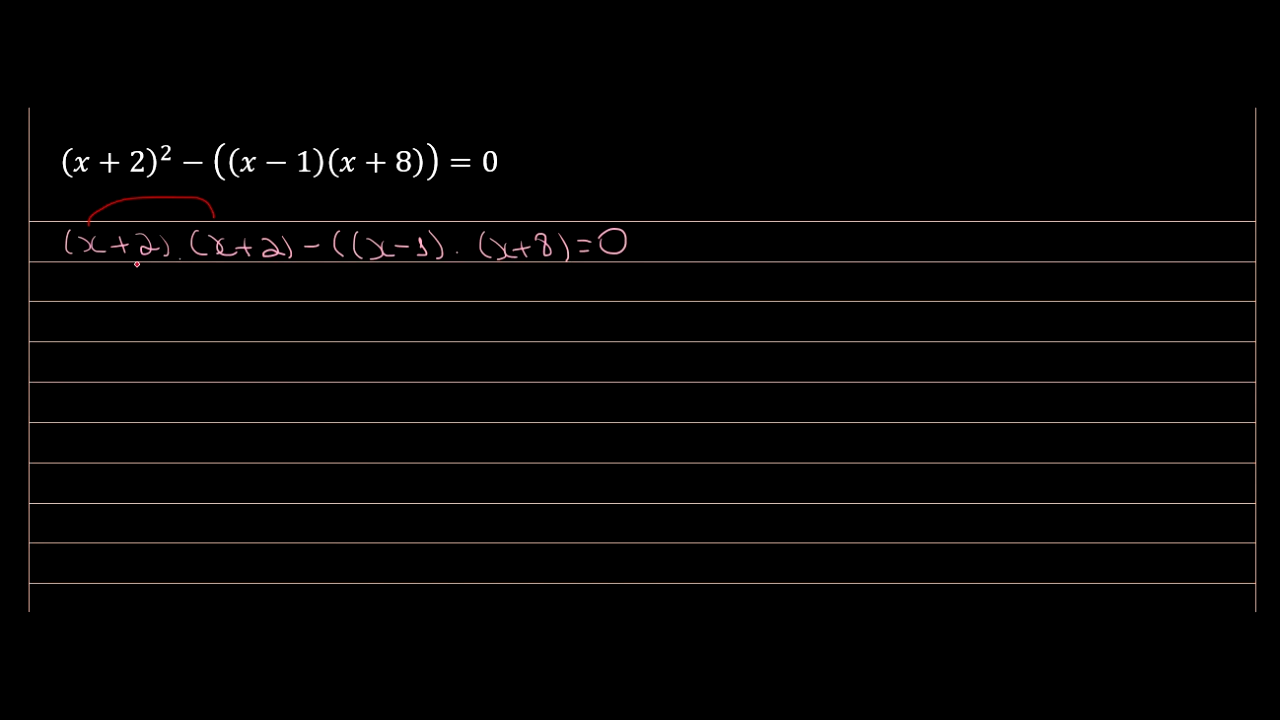 (x + 2)² − ((x − 1)(x + 8)) = 0
(x+2).(x+2)-((x-1).(x+8)=0